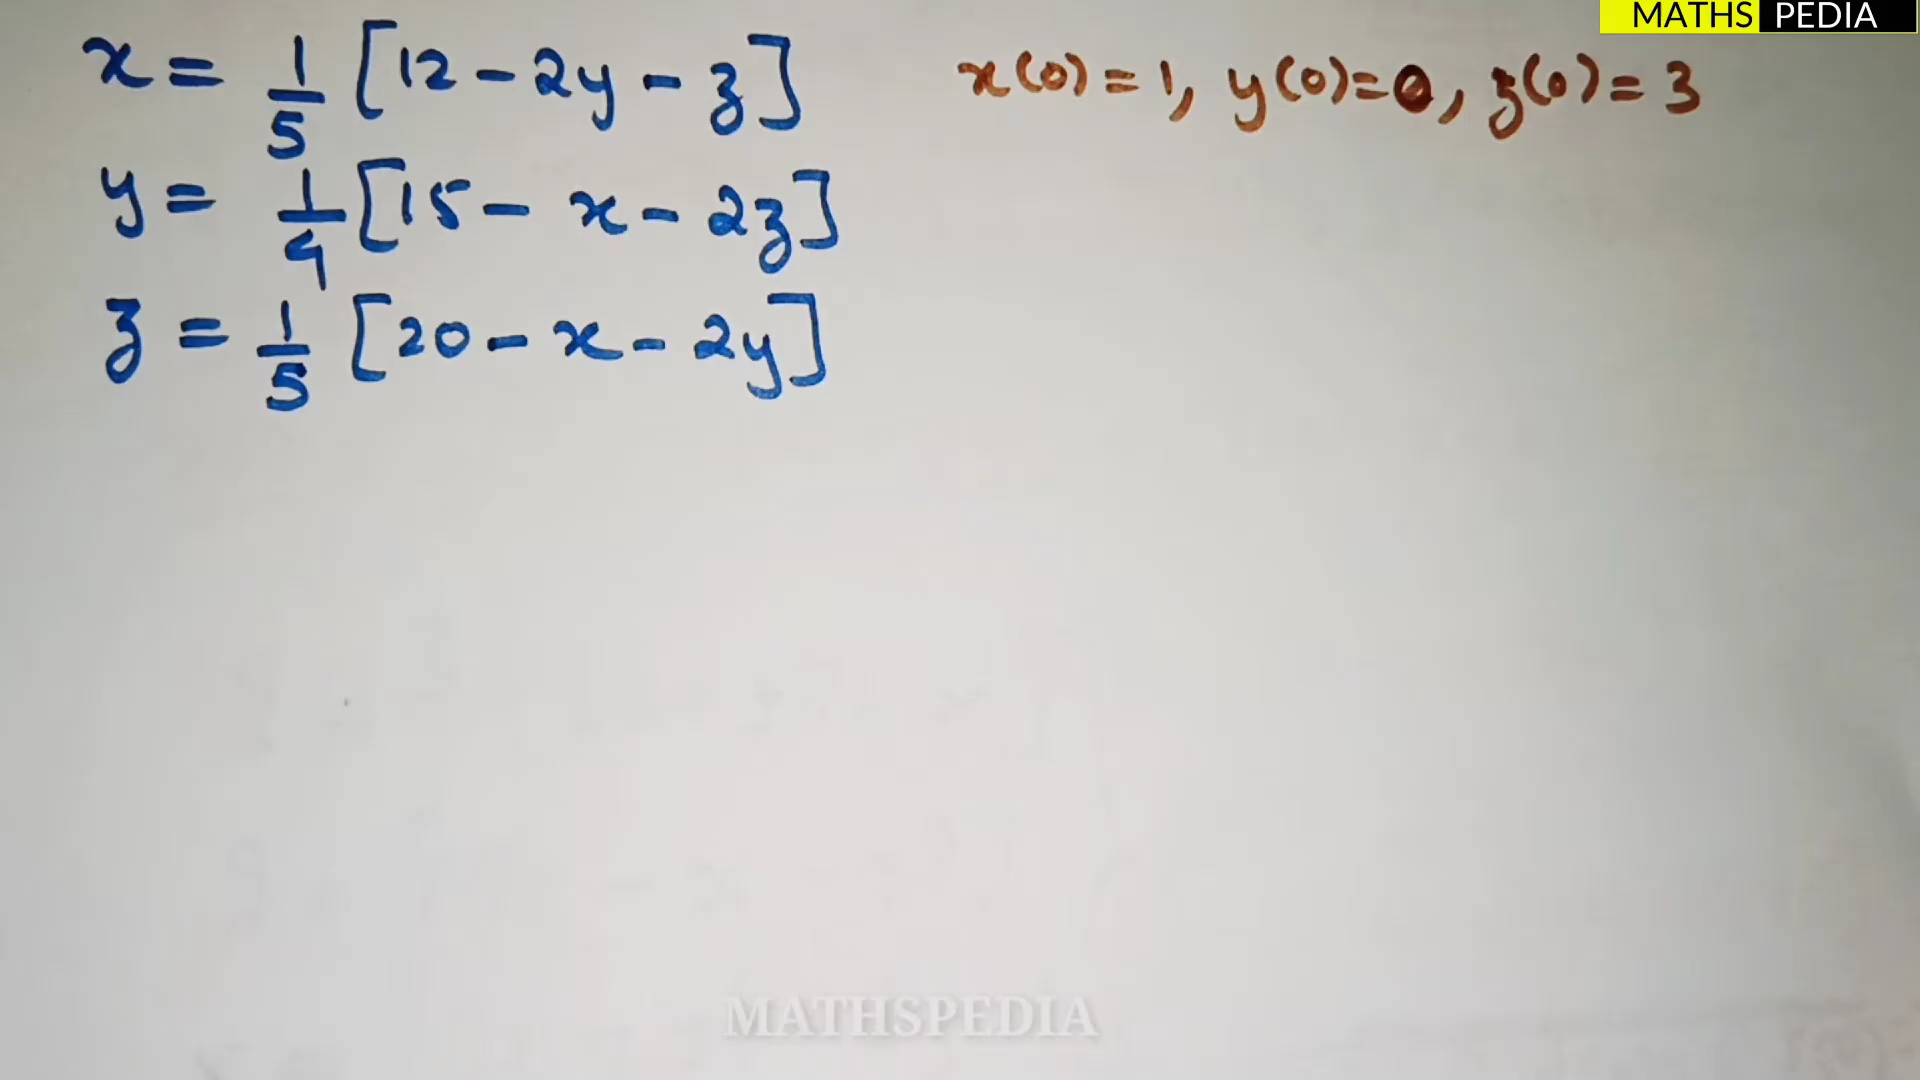 MATHS PEDIA
x = 1/5 [12 - 2y - z]
x(0) = 1, y(0) = 0, z(0) = 3
y = 1/4 [15 - x - 2z]
z = 1/5 [20 - x - 2y]
MATHSPEDIA